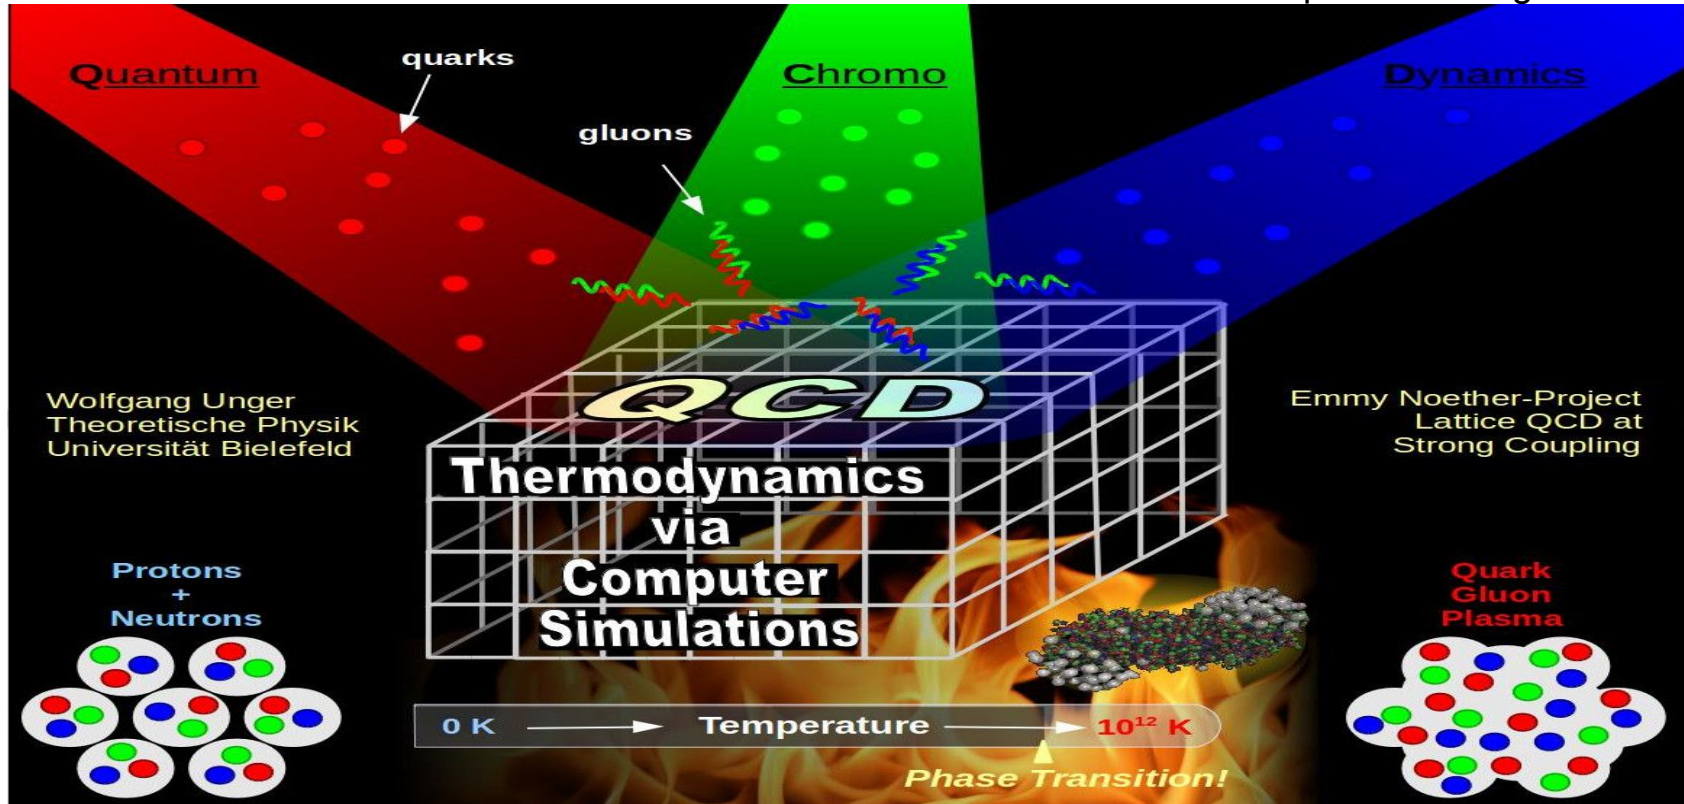 Quantum
quarks
Chromo
Dynamics
gluons
QCD
Wolfgang Unger
Theoretische Physik
Universität Bielefeld
Emmy Noether-Project
Lattice QCD at
Strong Coupling
Thermodynamics
via
Computer
Simulations
Protons
+
Neutrons
Quark
Gluon
Plasma
0 K
Temperature
10¹² K
Phase Transition!